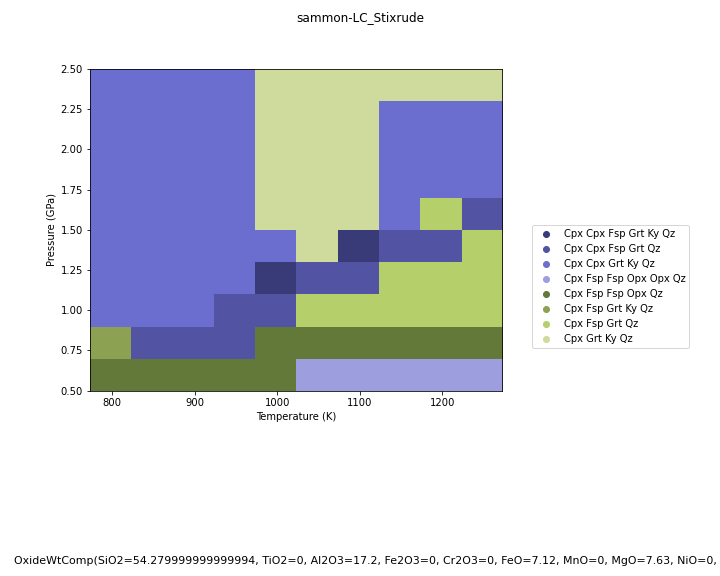 sammon-LC_Stixrude
2.50
2.25
2.00
1.75
1.50
1.25
1.00
0.75
0.50
Pressure (GPa)
800 900 1000 1100 1200
Temperature (K)
Cpx Cpx Fsp Grt Ky Qz
Cpx Cpx Fsp Grt Qz
Cpx Cpx Grt Ky Qz
Cpx Fsp Fsp Opx Opx Qz
Cpx Fsp Fsp Opx Qz
Cpx Fsp Grt Ky Qz
Cpx Fsp Grt Qz
Cpx Grt Ky Qz
OxideWtComp(SiO2=54.279999999999994, TiO2=0, Al2O3=17.2, Fe2O3=0, Cr2O3=0, FeO=7.12, MnO=0, MgO=7.63, NiO=0,